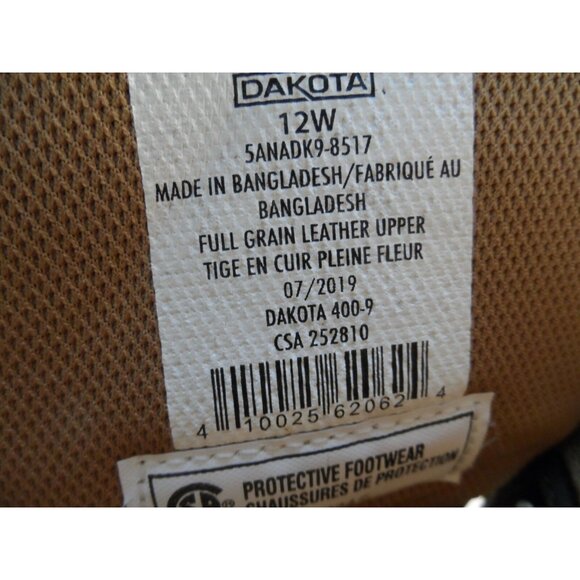 DAKOTA
12W
5ANADK9-8517
MADE IN BANGLADESH/FABRIQUÉ AU
BANGLADESH
FULL GRAIN LEATHER UPPER
TIGE EN CUIR PLEINE FLEUR
07/2019
DAKOTA 400-9
CSA 252810
4 10025 62062 4
PROTECTIVE FOOTWEAR
CHAUSSURES DE PROTECTION